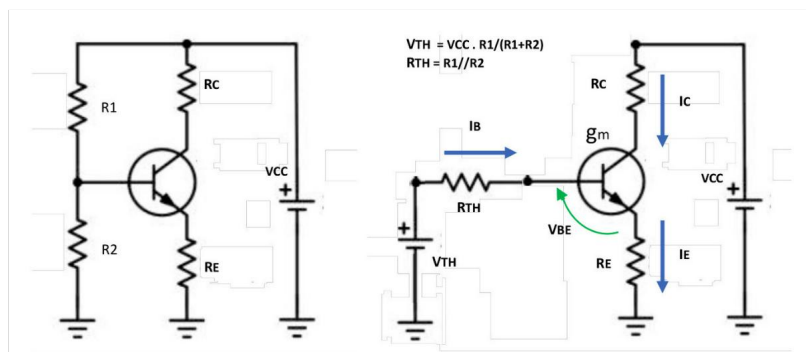 R1
R2
RC
RE
VCC
+
VTH = VCC . R1/(R1+R2)
RTH = R1//R2
RC
IC
IB
gm
VCC
+
RTH
+
VTH
VBE
RE
IE